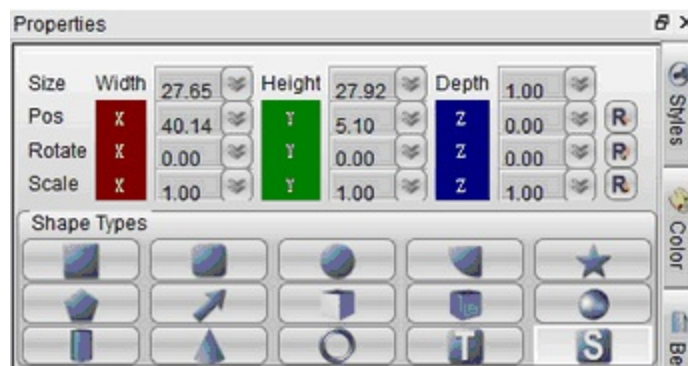 Properties
Size Width 27.65 Height 27.92 Depth 1.00
Pos X 40.14 Y 5.10 Z 0.00 R
Rotate X 0.00 Y 0.00 Z 0.00 R
Scale X 1.00 Y 1.00 Z 1.00 R
Shape Types
T S
Styles
Color
Be